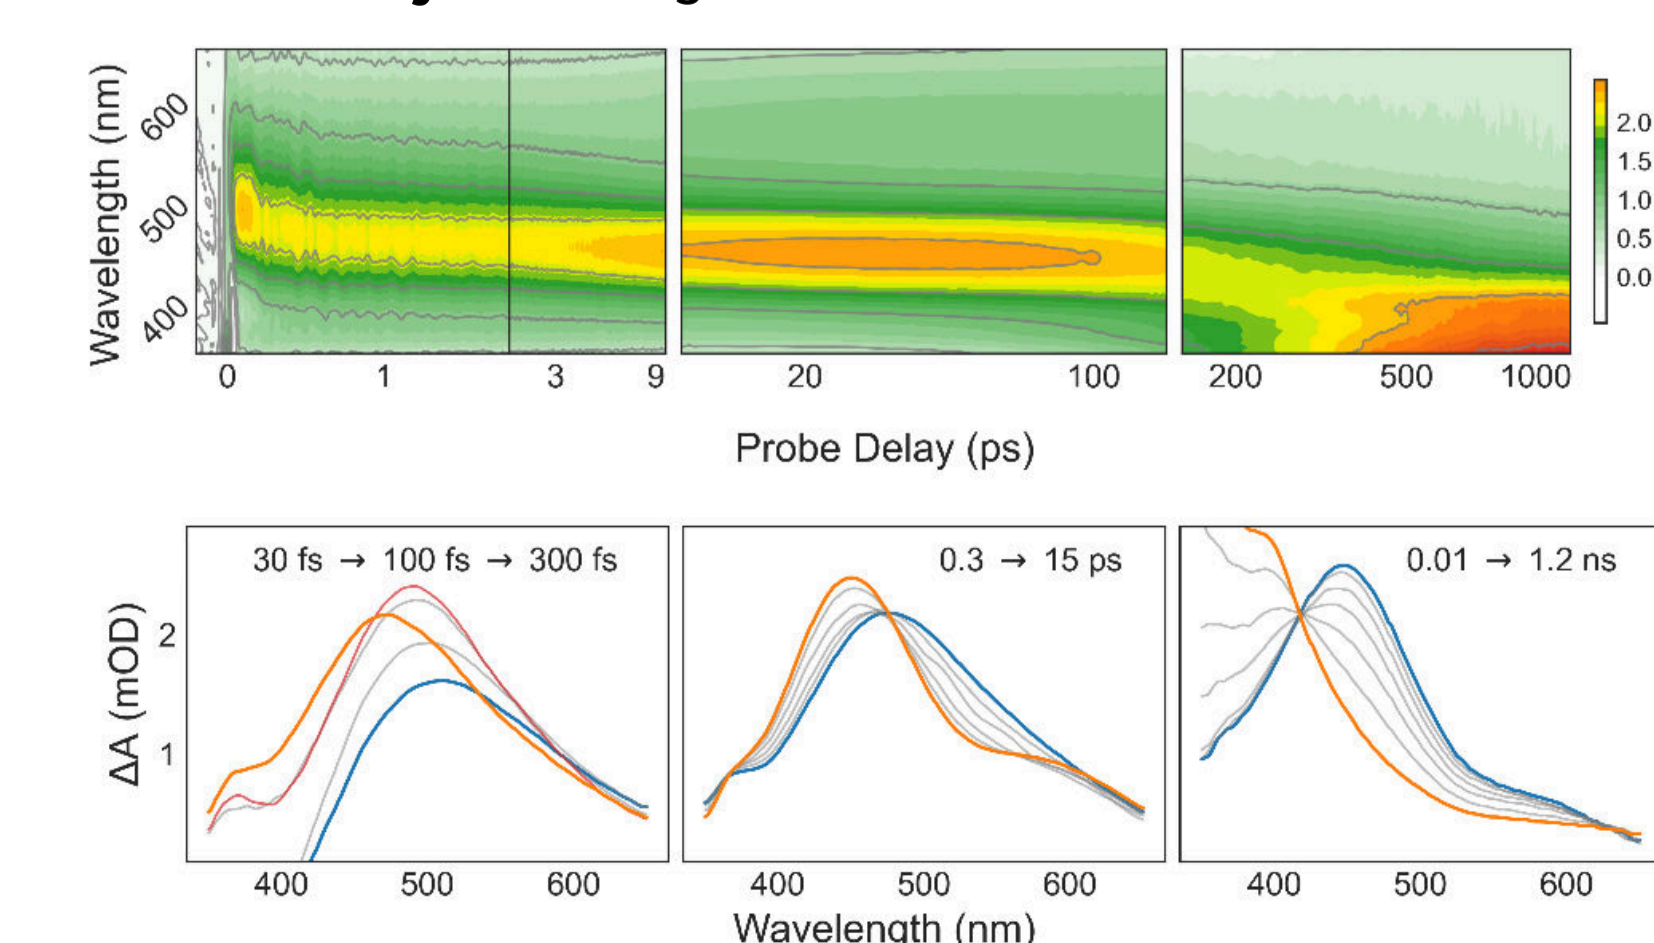 Wavelength (nm)
600
500
400
0 1 3 9
20 100
200 500 1000
2.0
1.5
1.0
0.5
0.0
Probe Delay (ps)
30 fs → 100 fs → 300 fs
0.3 → 15 ps
0.01 → 1.2 ns
ΔA (mOD)
2
1
400 500 600
400 500 600
400 500 600
Wavelength (nm)